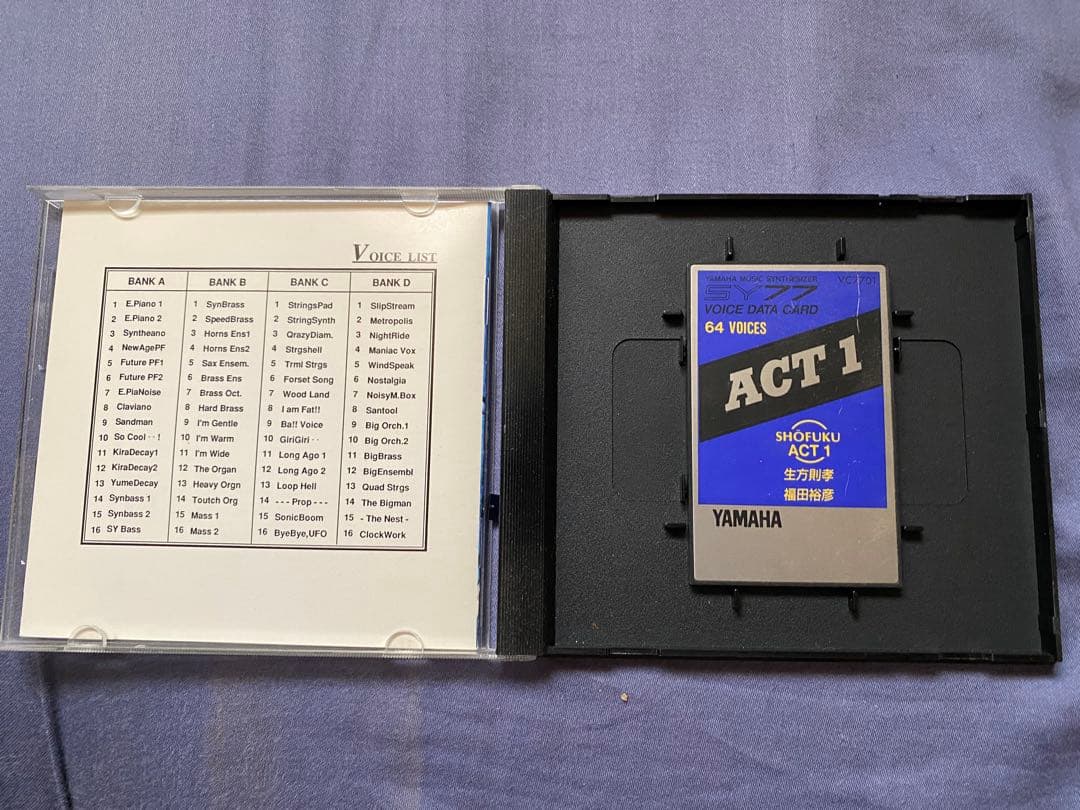 VOICE LIST
BANK A BANK B BANK C BANK D
1 E.Piano 1 1 SynBrass 1 StringsPad 1 SlipStream
2 E.Piano 2 2 SpeedBrass 2 StringSynth 2 Metropolis
3 Syntheano 3 Horns Ens1 3 QrazyDiam. 3 NightRide
4 NewAgePF 4 Horns Ens2 4 Strgshell 4 Maniac Vox
5 Future PF1 5 Sax Ensem. 5 Trml Strgs 5 WindSpeak
6 Future PF2 6 Brass Ens 6 Forset Song 6 Nostalgia
7 E.PiaNoise 7 Brass Oct. 7 Wood Land 7 NoisyM.Box
8 Claviano 8 Hard Brass 8 I am Fat!! 8 Santool
9 Sandman 9 I'm Gentle 9 Ba!! Voice 9 Big Orch.1
10 So Cool ･･! 10 I'm Warm 10 GiriGiri ･･ 10 Big Orch.2
11 KiraDecay1 11 I'm Wide 11 Long Ago 1 11 BigBrass
12 KiraDecay2 12 The Organ 12 Long Ago 2 12 BigEnsembl
13 YumeDecay 13 Heavy Orgn 13 Loop Hell 13 Quad Strgs
14 Synbass 1 14 Toutch Org 14 - - - Prop - - - 14 The Bigman
15 Synbass 2 15 Mass 1 15 SonicBoom 15 - The Nest -
16 SY Bass 16 Mass 2 16 ByeBye,UFO 16 ClockWork
YAMAHA MUSIC SYNTHESIZER VC7701
SY77
VOICE DATA CARD
64 VOICES
ACT 1
SHŌFUKU
ACT 1
生方則孝
福田裕彦
YAMAHA